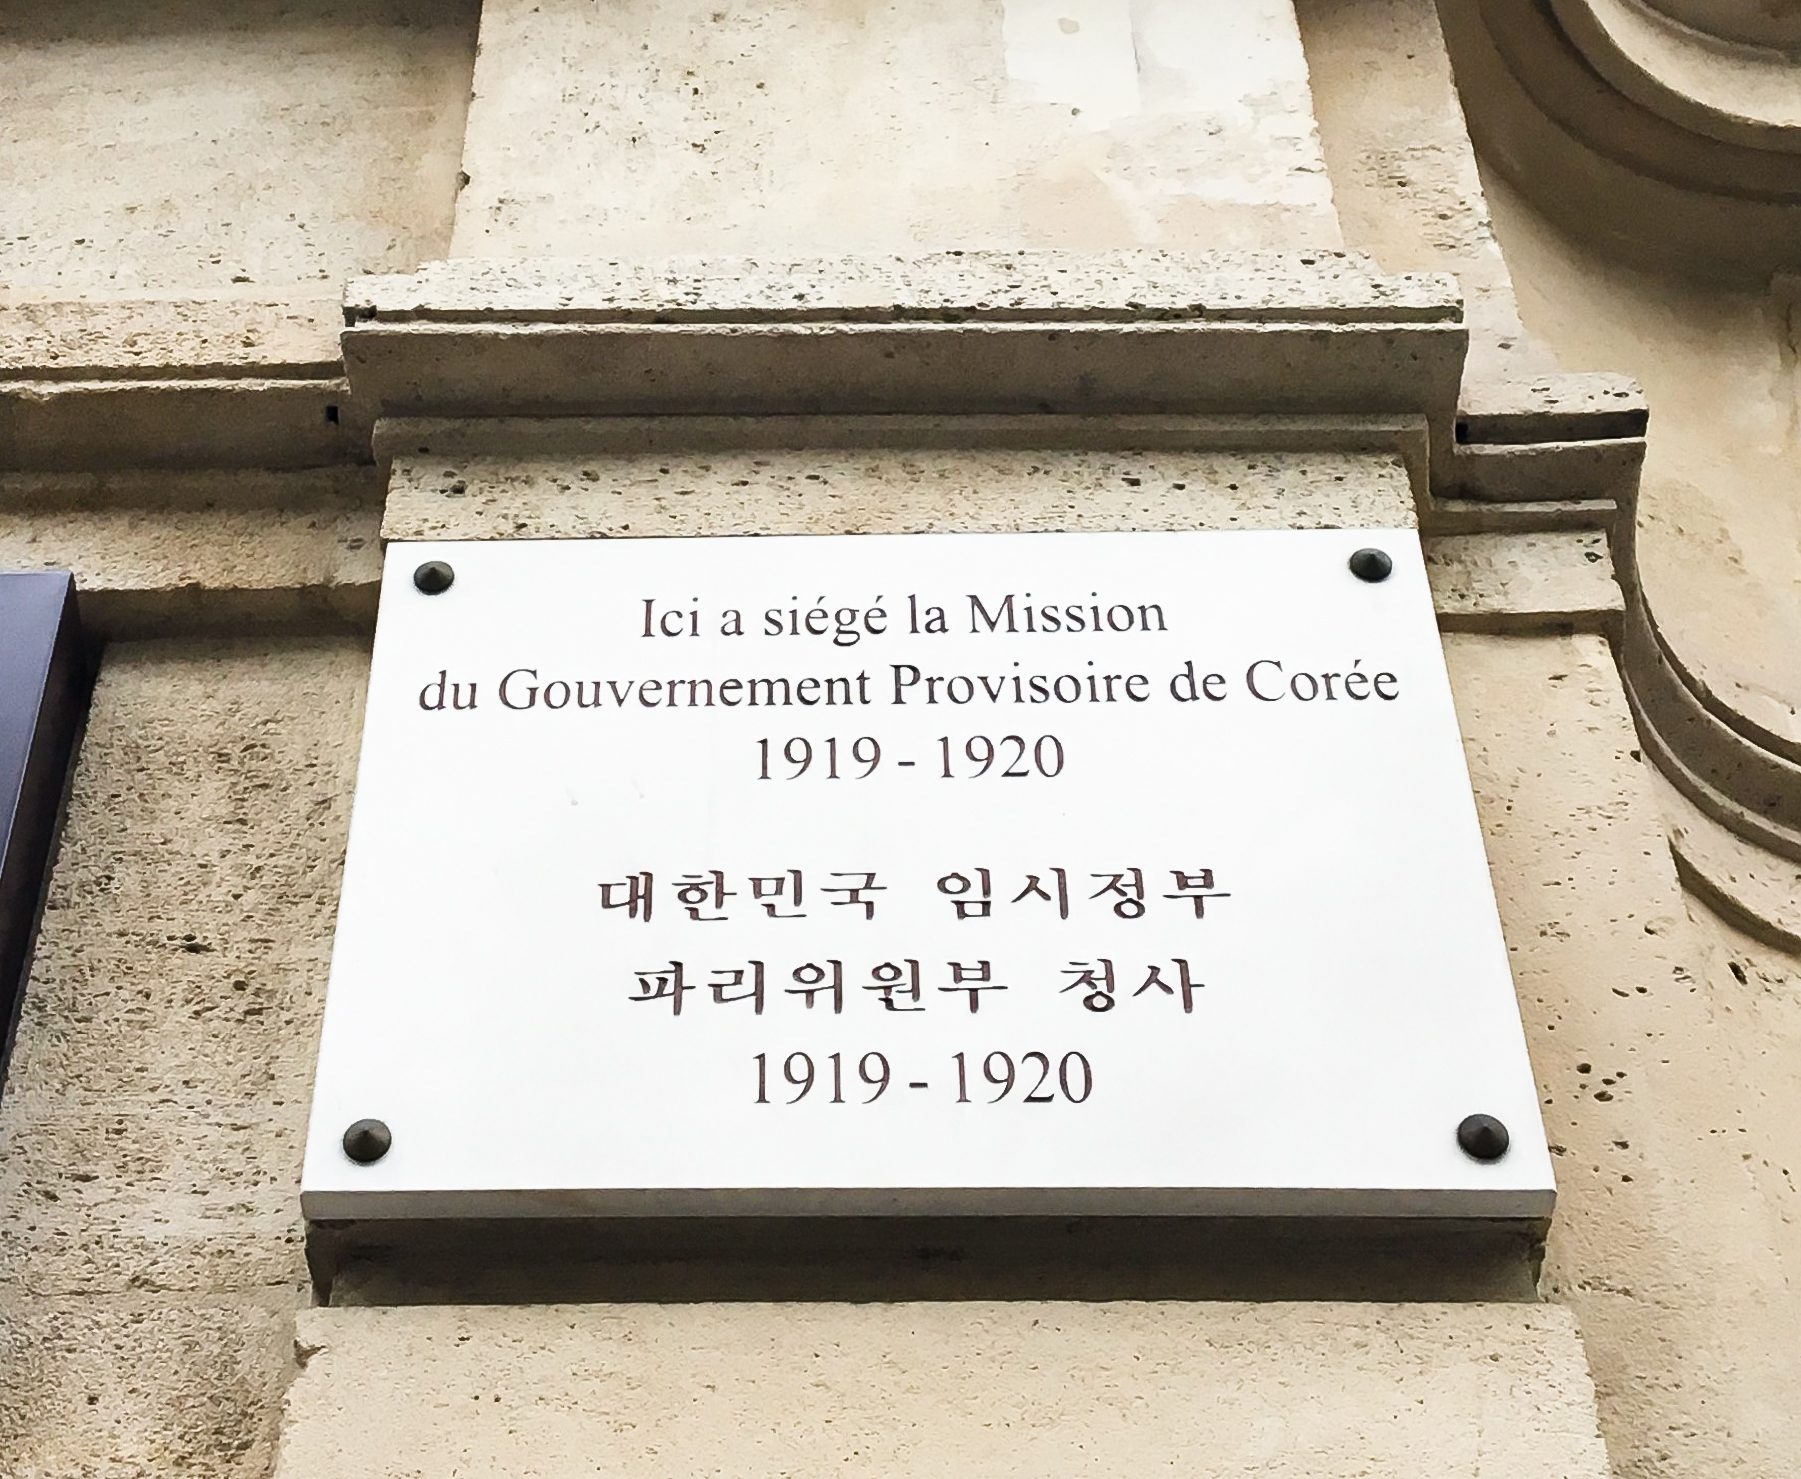 Ici a siégé la Mission
du Gouvernement Provisoire de Corée
1919 - 1920
대한민국 임시정부
파리위원부 청사
1919 - 1920